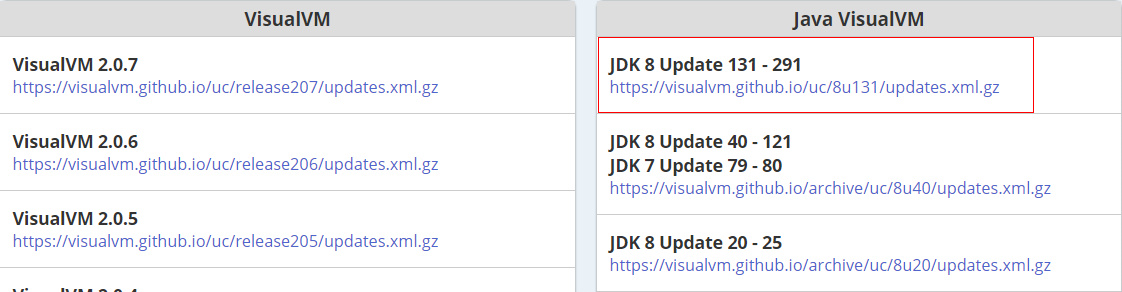 VisualVM
VisualVM 2.0.7
https://visualvm.github.io/uc/release207/updates.xml.gz
VisualVM 2.0.6
https://visualvm.github.io/uc/release206/updates.xml.gz
VisualVM 2.0.5
https://visualvm.github.io/uc/release205/updates.xml.gz
VisualVM 2.0.4
Java VisualVM
JDK 8 Update 131 - 291
https://visualvm.github.io/uc/8u131/updates.xml.gz
JDK 8 Update 40 - 121
JDK 7 Update 79 - 80
https://visualvm.github.io/archive/uc/8u40/updates.xml.gz
JDK 8 Update 20 - 25
https://visualvm.github.io/archive/uc/8u20/updates.xml.gz